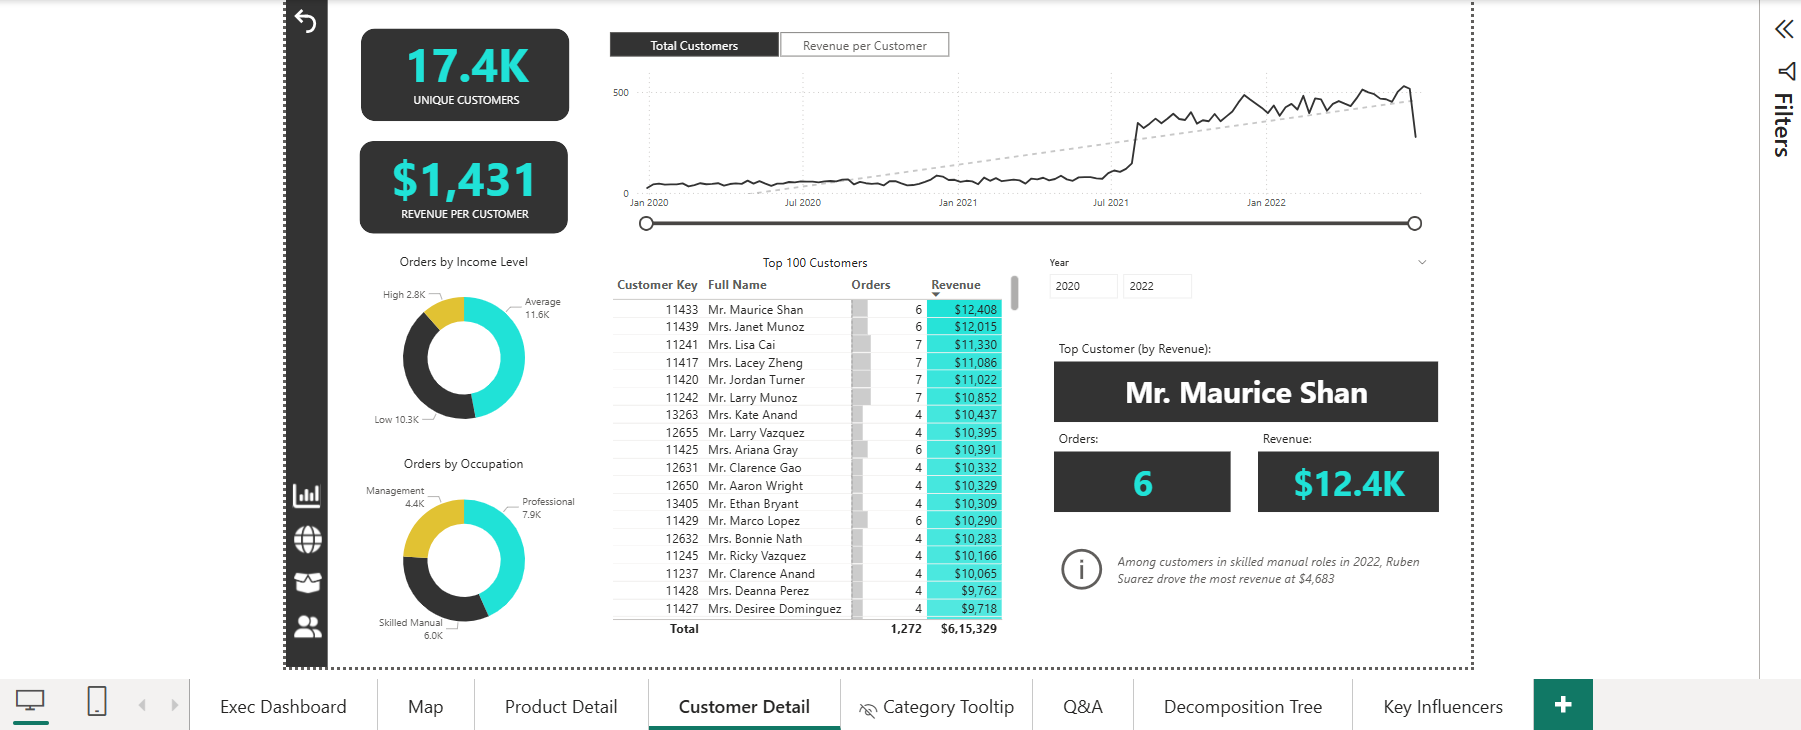 17.4K
UNIQUE CUSTOMERS
$1,431
REVENUE PER CUSTOMER
Total Customers
Revenue per Customer
500
0
Jan 2020
Jul 2020
Jan 2021
Jul 2021
Jan 2022
Filters
Orders by Income Level
High 2.8K
Average
11.6K
Low 10.3K
Orders by Occupation
Management
4.4K
Professional
7.9K
Skilled Manual
6.0K
Top 100 Customers
Customer Key Full Name Orders Revenue
11433 Mr. Maurice Shan 6 $12,408
11439 Mrs. Janet Munoz 6 $12,015
11241 Mrs. Lisa Cai 7 $11,330
11417 Mrs. Lacey Zheng 7 $11,086
11420 Mr. Jordan Turner 7 $11,022
11242 Mr. Larry Munoz 7 $10,852
13263 Mrs. Kate Anand 4 $10,437
12655 Mr. Larry Vazquez 4 $10,395
11425 Mrs. Ariana Gray 6 $10,391
12631 Mr. Clarence Gao 4 $10,332
12650 Mr. Aaron Wright 4 $10,329
13405 Mr. Ethan Bryant 4 $10,309
11429 Mr. Marco Lopez 6 $10,290
12632 Mrs. Bonnie Nath 4 $10,283
11245 Mr. Ricky Vazquez 4 $10,166
11237 Mr. Clarence Anand 4 $10,065
11428 Mrs. Deanna Perez 4 $9,762
11427 Mrs. Desiree Dominguez 4 $9,718
Total 1,272 $6,15,329
Year
2020
2022
Top Customer (by Revenue):
Mr. Maurice Shan
Orders:
Revenue:
6
$12.4K
Among customers in skilled manual roles in 2022, Ruben
Suarez drove the most revenue at $4,683
Exec Dashboard
Map
Product Detail
Customer Detail
Category Tooltip
Q&A
Decomposition Tree
Key Influencers